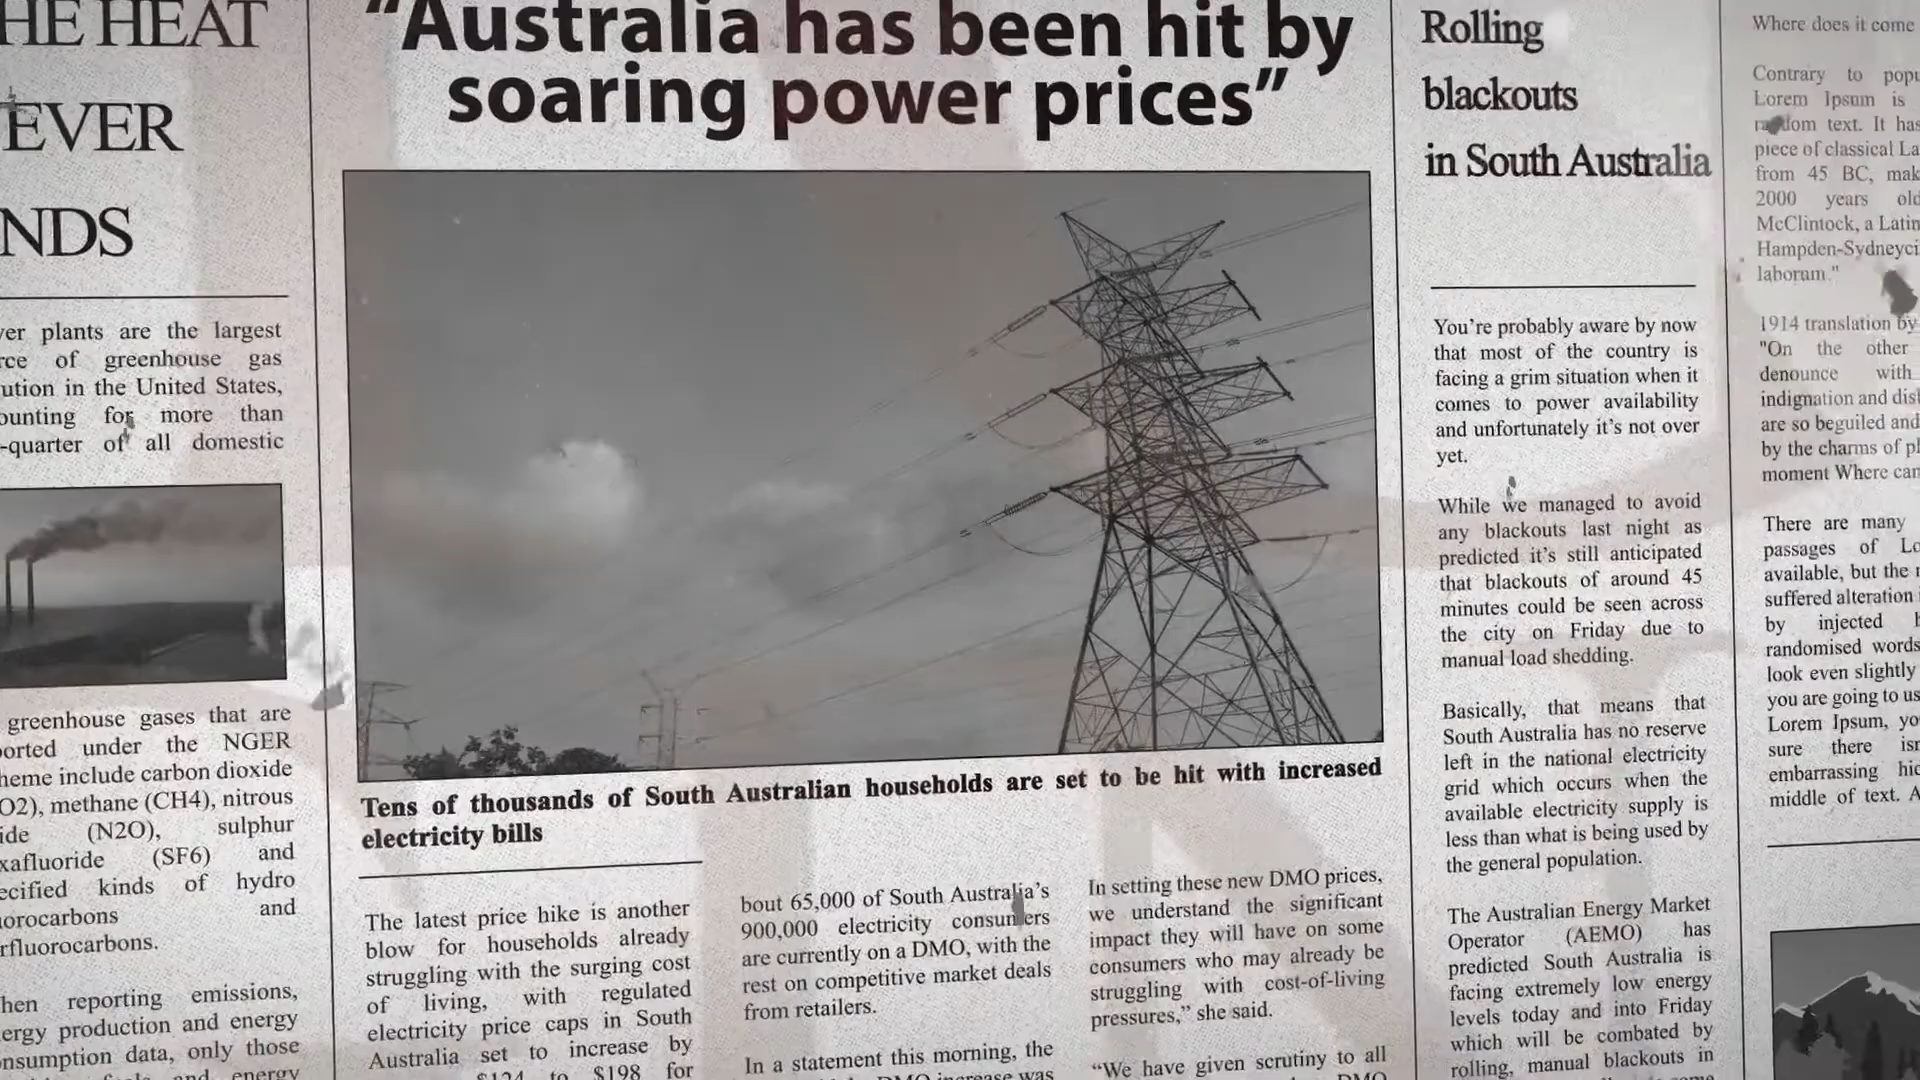 HE HEAT
EVER
NDS
ver plants are the largest
rce of greenhouse gas
ution in the United States,
ounting for more than
-quarter of all domestic
greenhouse gases that are
orted under the NGER
heme include carbon dioxide
O2), methane (CH4), nitrous
ide (N2O), sulphur
xafluoride (SF6) and
ecified kinds of hydro
uorocarbons and
rfluorocarbons.
hen reporting emissions,
ergy production and energy
nsumption data, only those
and energy
“Australia has been hit by
soaring power prices”
Tens of thousands of South Australian households are set to be hit with increased
electricity bills
The latest price hike is another
blow for households already
struggling with the surging cost
of living, with regulated
electricity price caps in South
Australia set to increase by
$124 to $198 for
bout 65,000 of South Australia’s
900,000 electricity consumers
are currently on a DMO, with the
rest on competitive market deals
from retailers.
In a statement this morning, the
DMO increase was
In setting these new DMO prices,
we understand the significant
impact they will have on some
consumers who may already be
struggling with cost-of-living
pressures,” she said.
“We have given scrutiny to all
DMO
Rolling
blackouts
in South Australia
You’re probably aware by now
that most of the country is
facing a grim situation when it
comes to power availability
and unfortunately it’s not over
yet.
While we managed to avoid
any blackouts last night as
predicted it’s still anticipated
that blackouts of around 45
minutes could be seen across
the city on Friday due to
manual load shedding.
Basically, that means that
South Australia has no reserve
left in the national electricity
grid which occurs when the
available electricity supply is
less than what is being used by
the general population.
The Australian Energy Market
Operator (AEMO) has
predicted South Australia is
facing extremely low energy
levels today and into Friday
which will be combated by
rolling, manual blackouts in
Where does it come
Contrary to popu
Lorem Ipsum is
random text. It has
piece of classical La
from 45 BC, mak
2000 years old
McClintock, a Latin
Hampden-Sydneyci
laborum."
1914 translation by
"On the other
denounce with
indignation and dist
are so beguiled and
by the charms of pl
moment Where can
There are many
passages of Lo
available, but the
suffered alteration
by injected h
randomised words
look even slightly
you are going to us
Lorem Ipsum, yo
sure there isn
embarrassing hid
middle of text. A